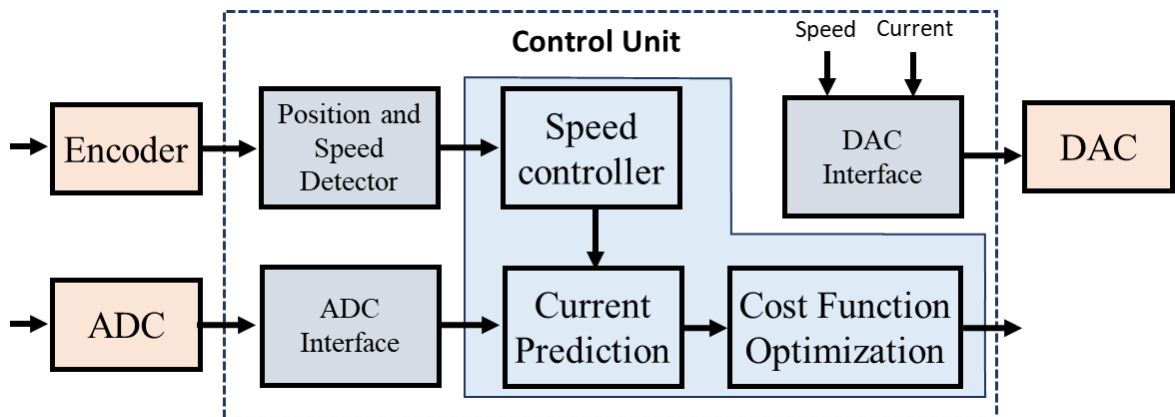 Control Unit
Speed
Current
Encoder
Position and
Speed
Detector
Speed
controller
DAC
Interface
DAC
ADC
ADC
Interface
Current
Prediction
Cost Function
Optimization